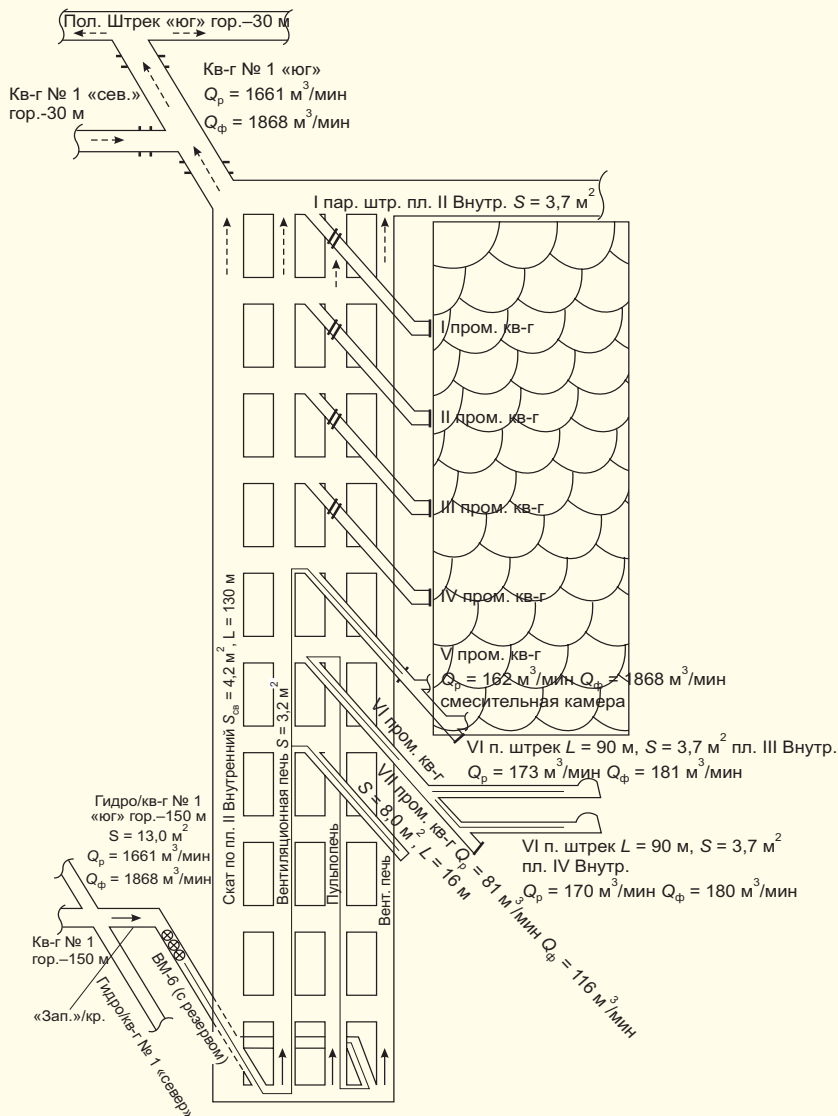 Пол. Штрек «юг» гор.–30 м
Кв-г № 1 «юг»
Qр = 1661 м³/мин
Qф = 1868 м³/мин
Кв-г № 1 «сев.»
гор.-30 м
I пар. штр. пл. II Внутр. S = 3,7 м²
I пром. кв-г
II пром. кв-г
III пром. кв-г
IV пром. кв-г
V пром. кв-г
Qр = 162 м³/мин Qф = 1868 м³/мин
смесительная камера
VI п. штрек L = 90 м, S = 3,7 м² пл. III Внутр.
Qр = 173 м³/мин Qф = 181 м³/мин
VI п. штрек L = 90 м, S = 3,7 м²
пл. IV Внутр.
Qр = 170 м³/мин Qф = 180 м³/мин
VI пром. кв-г
VII пром. кв-г Qр = 81 м³/мин Qф = 116 м³/мин
S = 8,0 м², L = 16 м
Скат по пл. II Внутренний Sсв = 4,2 м², L = 130 м
Вентиляционная печь S = 3,2 м²
Пульпопечь
Вент. печь
Гидро/кв-г № 1
«юг» гор.–150 м
S = 13,0 м²
Qр = 1661 м³/мин
Qф = 1868 м³/мин
Кв-г № 1
гор.–150 м
«Зап.»/кр.
ВМ-6 (с резервом)
Гидро/кв-г № 1 «север»